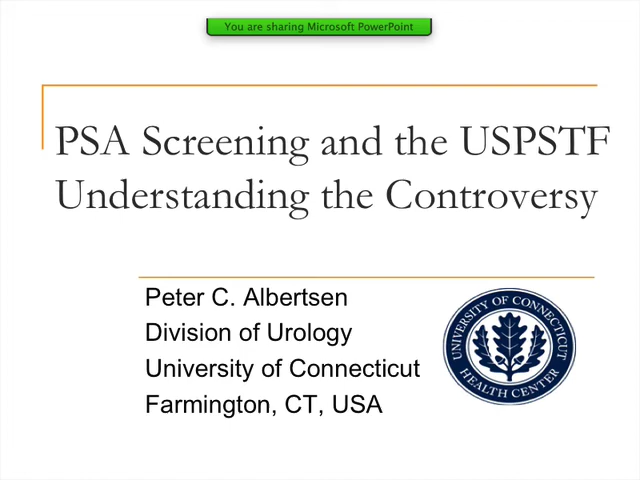 You are sharing Microsoft PowerPoint
PSA Screening and the USPSTF
Understanding the Controversy
Peter C. Albertsen
Division of Urology
University of Connecticut
Farmington, CT, USA
UNIVERSITY OF CONNECTICUT
HEALTH CENTER